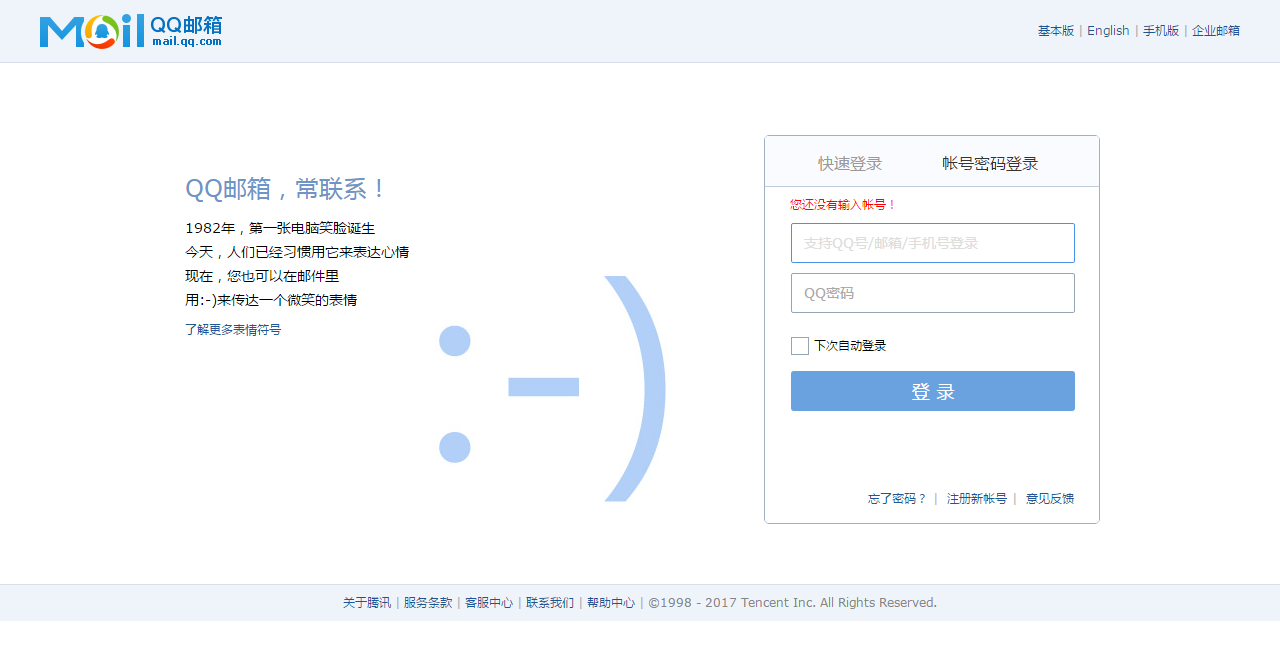 Mail QQ邮箱
mail.qq.com
基本版 | English | 手机版 | 企业邮箱
QQ邮箱，常联系！
1982年，第一张电脑笑脸诞生
今天，人们已经习惯用它来表达心情
现在，您也可以在邮件里
用:-)来传达一个微笑的表情
了解更多表情符号
:-)
快速登录 帐号密码登录
您还没有输入帐号！
支持QQ号/邮箱/手机号登录
QQ密码
下次自动登录
登 录
忘了密码？ | 注册新帐号 | 意见反馈
关于腾讯 | 服务条款 | 客服中心 | 联系我们 | 帮助中心 | ©1998 - 2017 Tencent Inc. All Rights Reserved.